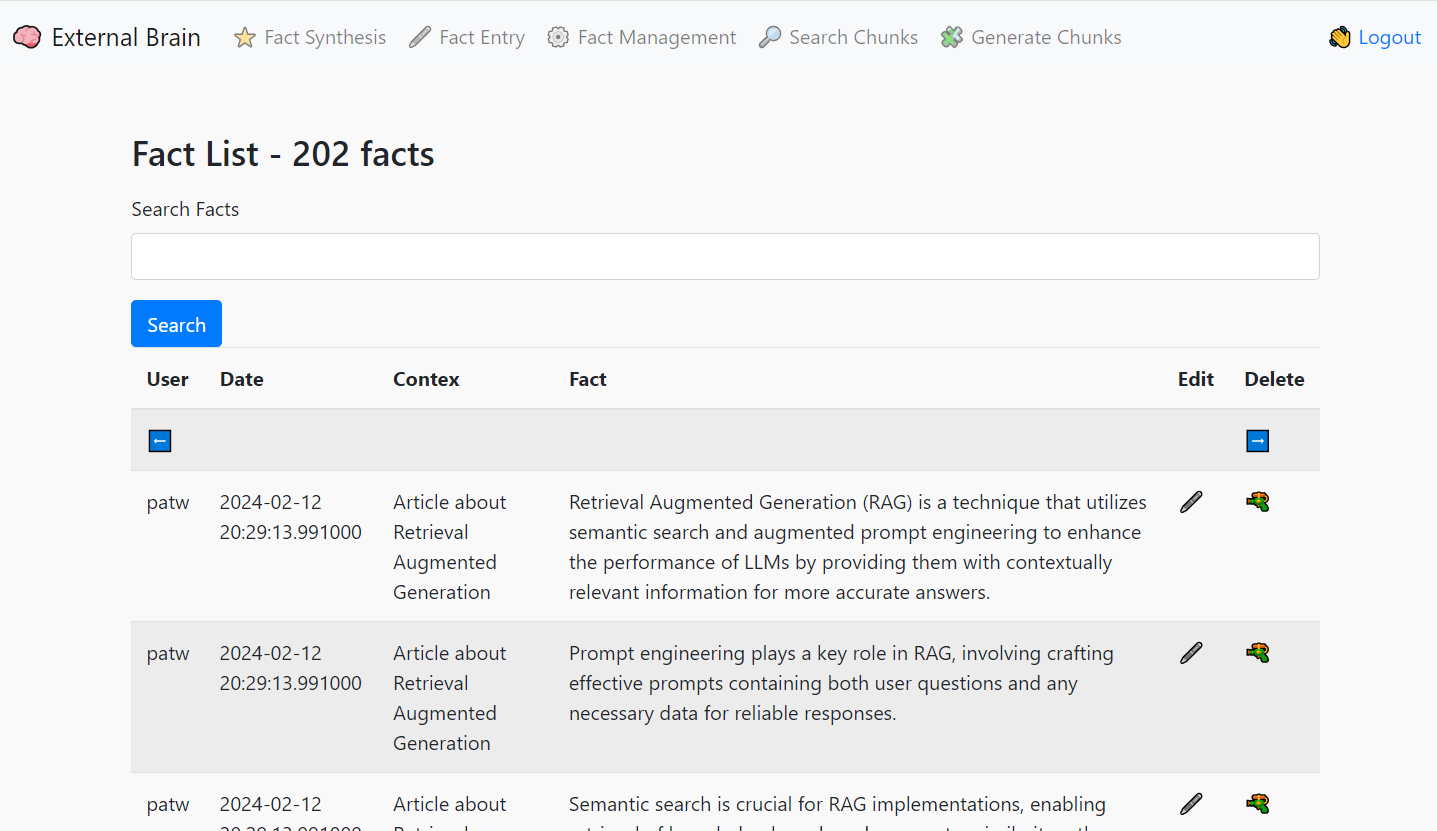 External Brain Fact Synthesis Fact Entry Fact Management Search Chunks Generate Chunks Logout
Fact List - 202 facts
Search Facts
Search
User Date Contex Fact Edit Delete
patw 2024-02-12 Article about Retrieval Augmented Generation (RAG) is a technique that utilizes
20:29:13.991000 Retrieval semantic search and augmented prompt engineering to enhance
Augmented the performance of LLMs by providing them with contextually
Generation relevant information for more accurate answers.
patw 2024-02-12 Article about Prompt engineering plays a key role in RAG, involving crafting
20:29:13.991000 Retrieval effective prompts containing both user questions and any
Augmented necessary data for reliable responses.
Generation
patw 2024-02-12 Article about Semantic search is crucial for RAG implementations, enabling